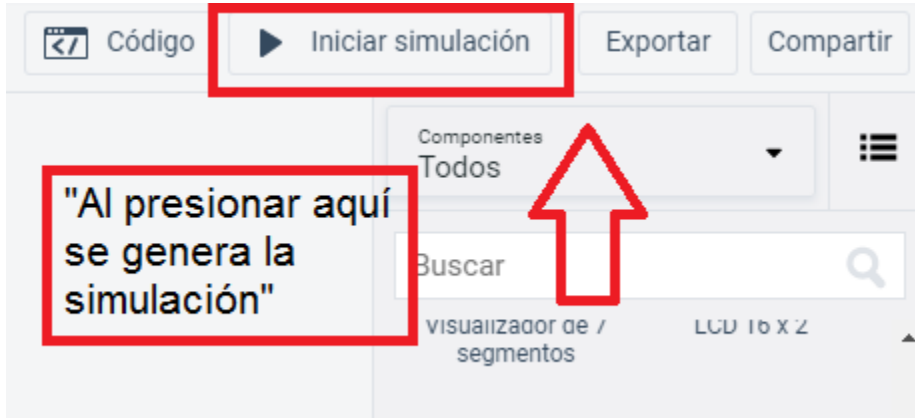 Código
Iniciar simulación
Exportar
Compartir
Componentes
Todos
"Al presionar aquí
se genera la
simulación"
Buscar
Visualizador de 7
segmentos
LCD 16 x 2